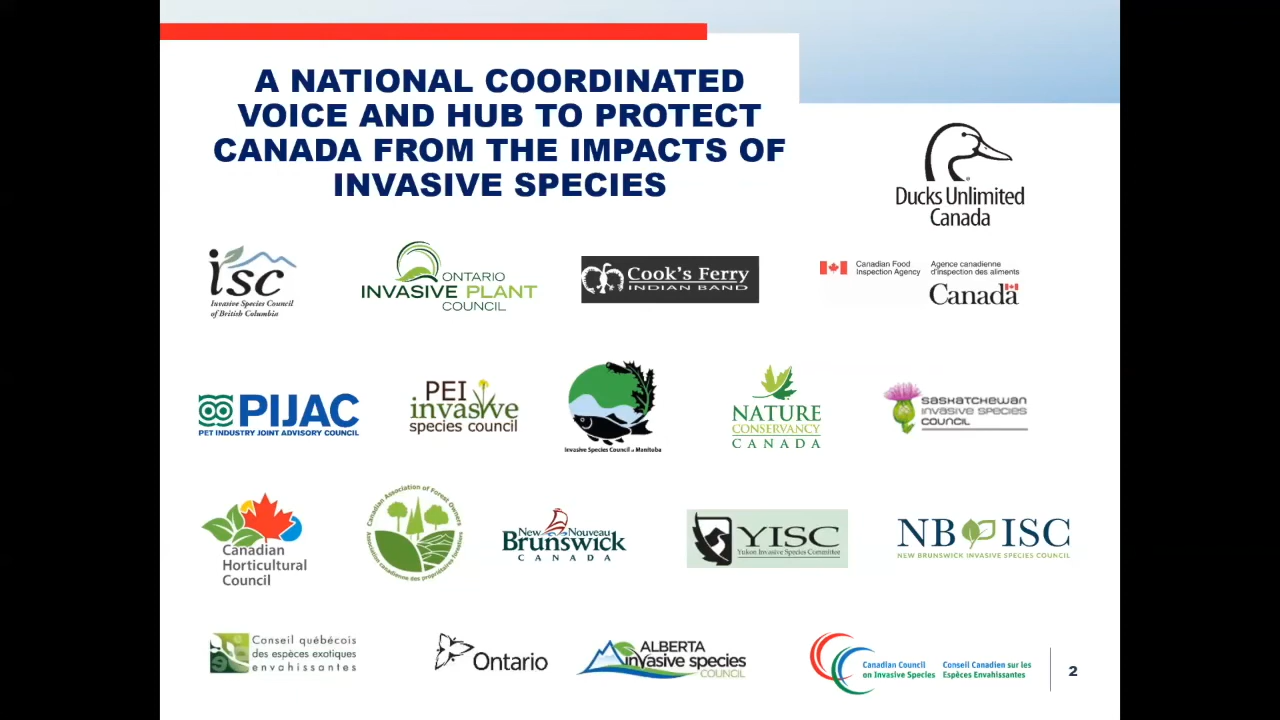 A NATIONAL COORDINATED
VOICE AND HUB TO PROTECT
CANADA FROM THE IMPACTS OF
INVASIVE SPECIES
Ducks Unlimited
Canada
isc
Invasive Species Council
of British Columbia
ONTARIO
INVASIVE PLANT
COUNCIL
Cook's Ferry
INDIAN BAND
Canadian Food
Inspection Agency
Agence canadienne
d'inspection des aliments
Canada
PIJAC
PET INDUSTRY JOINT ADVISORY COUNCIL
PEI
invasive
species council
Invasive Species Council of Manitoba
NATURE
CONSERVANCY
CANADA
SASKATCHEWAN
invasive species
COUNCIL
Canadian
Horticultural
Council
Canadian Association of Forest Owners
Association canadienne des propriétaires forestiers
New Nouveau
Brunswick
CANADA
YISC
Yukon Invasive Species Committee
NB ISC
NEW BRUNSWICK INVASIVE SPECIES COUNCIL
Conseil québécois
des espèces exotiques
envahissantes
Ontario
ALBERTA
invasive species
COUNCIL
Canadian Council
on Invasive Species
Conseil Canadien sur les
Espèces Envahissantes
2